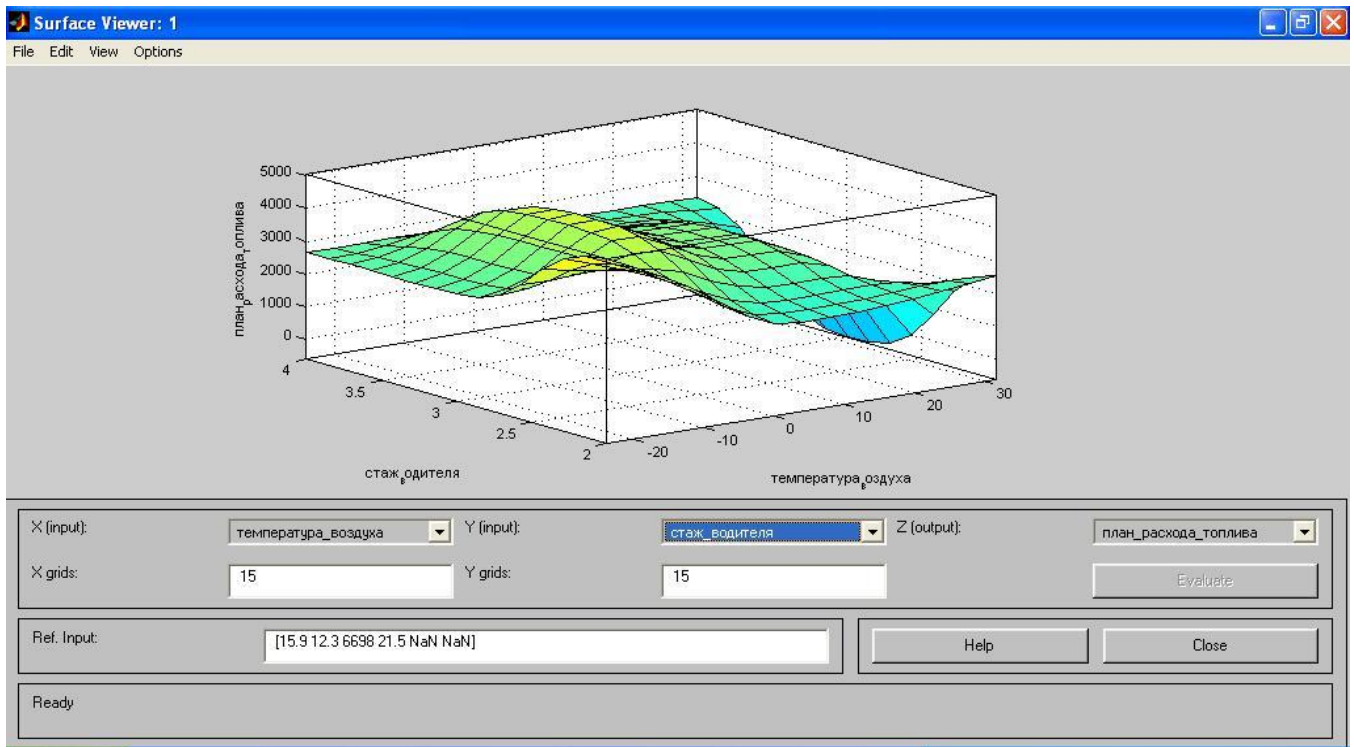 Surface Viewer: 1
File Edit View Options
5000
4000
3000
2000
1000
0
план_расхода_топлива
4
3.5
3
2.5
2
стаж_водителя
-20
-10
0
10
20
30
температура_воздуха
X (input):
температура_воздуха
Y (input):
стаж_водителя
Z (output):
план_расхода_топлива
X grids:
15
Y grids:
15
Evaluate
Ref. Input:
[15.9 12.3 6698 21.5 NaN NaN]
Help
Close
Ready